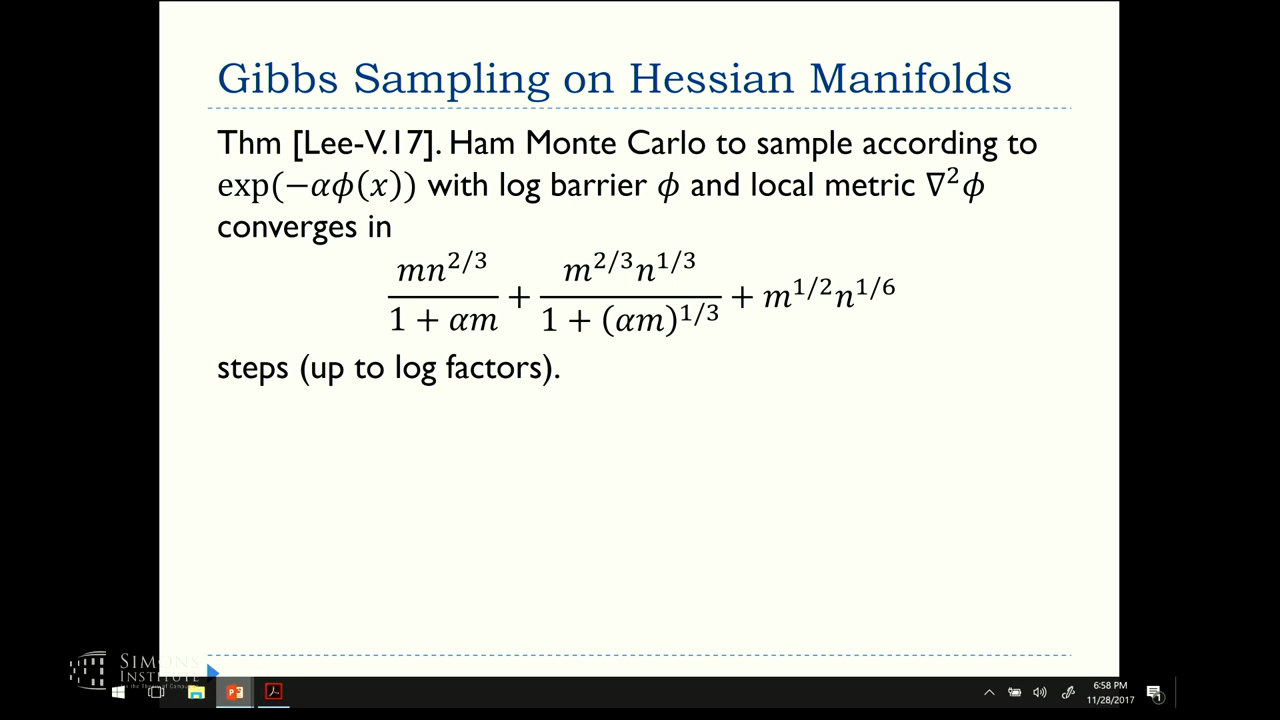 Gibbs Sampling on Hessian Manifolds
Thm [Lee-V.17]. Ham Monte Carlo to sample according to
exp(−αϕ(x)) with log barrier ϕ and local metric ∇²ϕ
converges in
mn^{2/3}/(1 + αm) + m^{2/3}n^{1/3}/(1 + (αm)^{1/3}) + m^{1/2}n^{1/6}
steps (up to log factors).
SIMONS
INSTITUTE
6:58 PM
11/28/2017